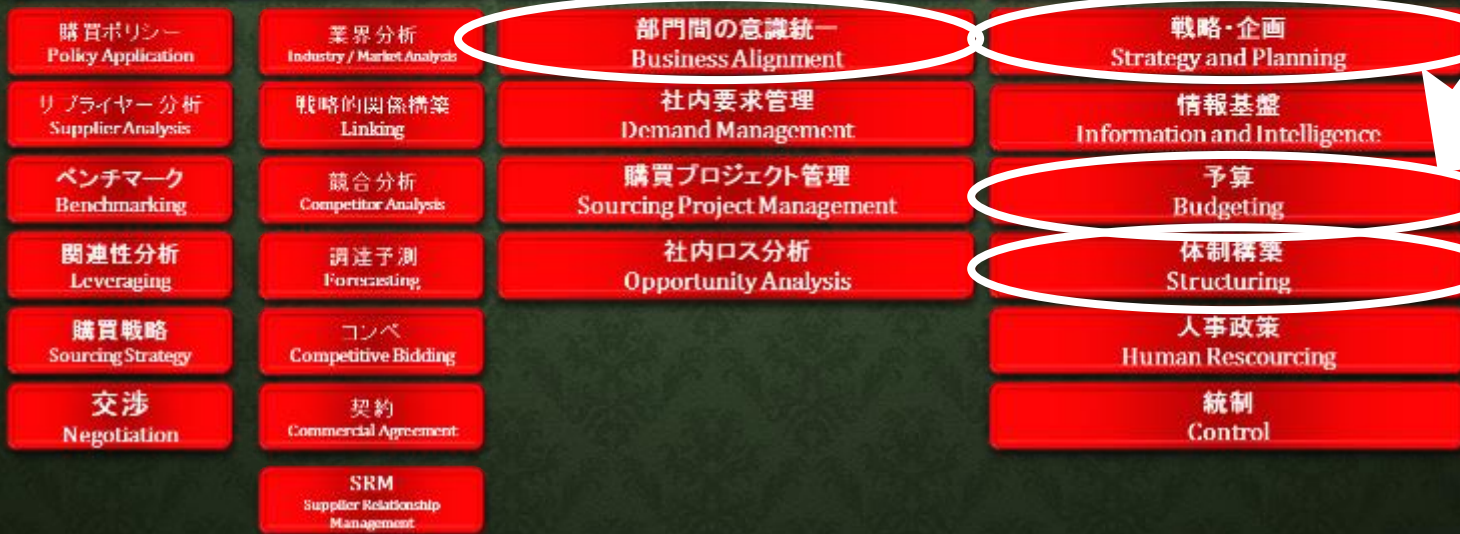 購買ポリシー
Policy Application
サプライヤー分析
Supplier Analysis
ベンチマーク
Benchmarking
関連性分析
Leveraging
購買戦略
Sourcing Strategy
交渉
Negotiation
業界分析
Industry / Market Analysis
戦略的関係構築
Linking
競合分析
Competitor Analysis
調達予測
Forecasting
コンペ
Competitive Bidding
契約
Commercial Agreement
SRM
Supplier Relationship
Management
部門間の意識統一
Business Alignment
社内要求管理
Demand Management
購買プロジェクト管理
Sourcing Project Management
社内ロス分析
Opportunity Analysis
戦略・企画
Strategy and Planning
情報基盤
Information and Intelligence
予算
Budgeting
体制構築
Structuring
人事政策
Human Rescourcing
統制
Control